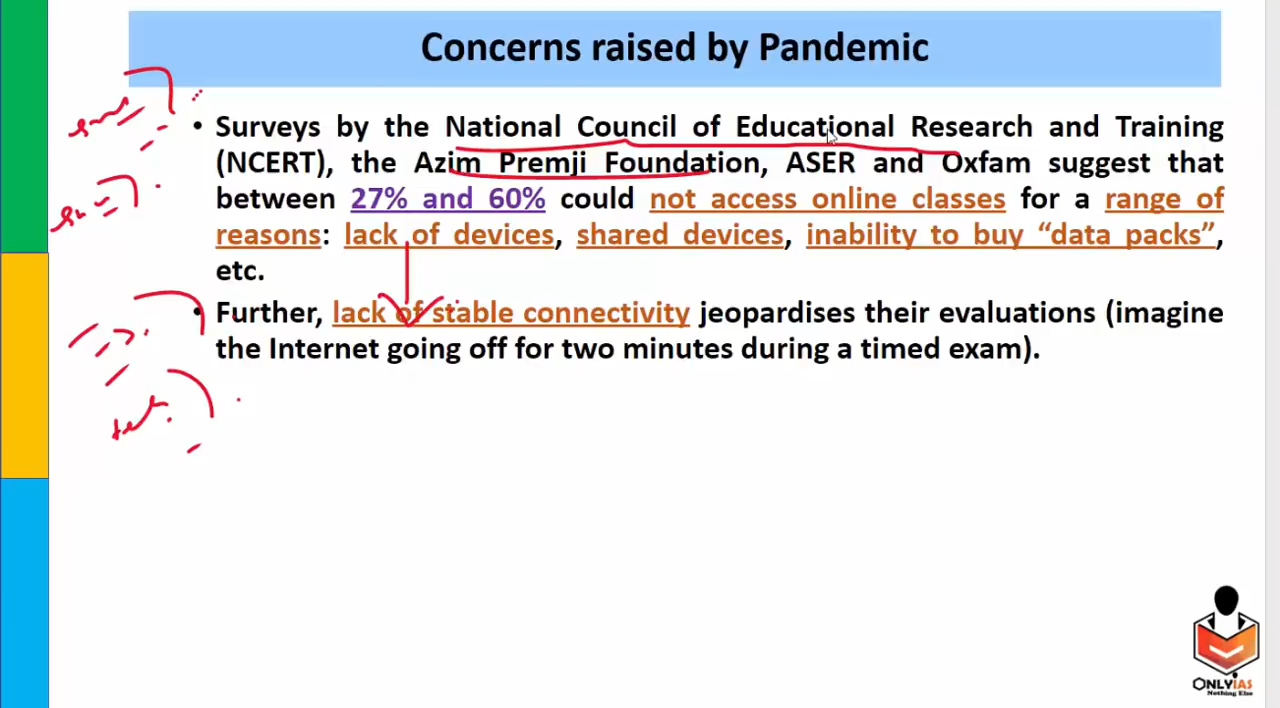 Concerns raised by Pandemic
• Surveys by the National Council of Educational Research and Training
(NCERT), the Azim Premji Foundation, ASER and Oxfam suggest that
between 27% and 60% could not access online classes for a range of
reasons: lack of devices, shared devices, inability to buy “data packs”,
etc.
• Further, lack of stable connectivity jeopardises their evaluations (imagine
the Internet going off for two minutes during a timed exam).
ONLYIAS
Nothing Else